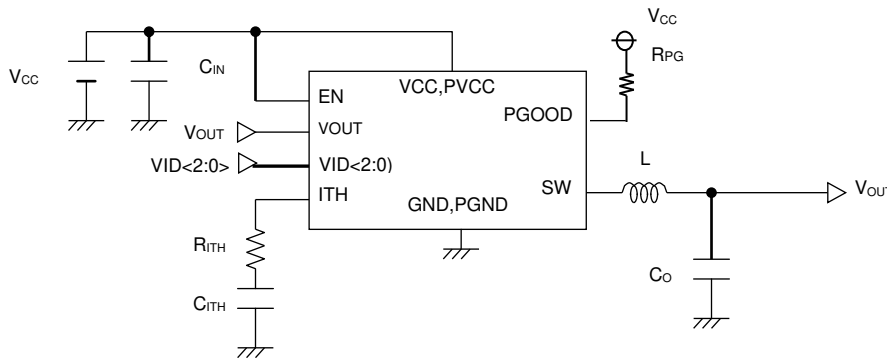 VCC
RPG
VCC
CIN
VCC,PVCC
EN
PGOOD
VOUT
VOUT
VID<2:0>
VID<2:0)
L
ITH
SW
GND,PGND
VOUT
RITH
CO
CITH